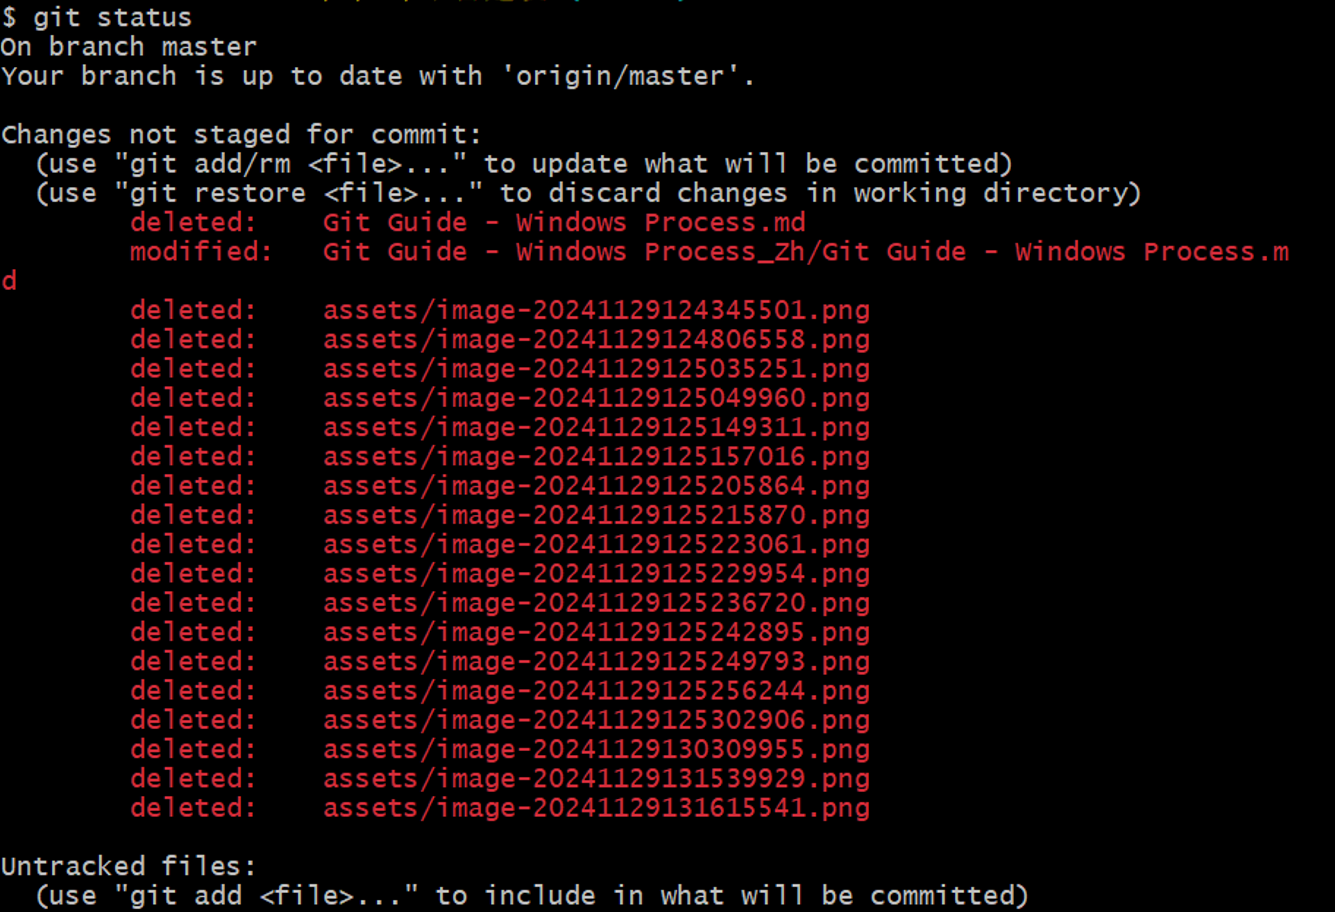 $ git status
On branch master
Your branch is up to date with 'origin/master'.
Changes not staged for commit:
(use "git add/rm <file>..." to update what will be committed)
(use "git restore <file>..." to discard changes in working directory)
deleted: Git Guide - Windows Process.md
modified: Git Guide - Windows Process_Zh/Git Guide - Windows Process.m
d
deleted: assets/image-20241129124345501.png
deleted: assets/image-20241129124806558.png
deleted: assets/image-20241129125035251.png
deleted: assets/image-20241129125049960.png
deleted: assets/image-20241129125149311.png
deleted: assets/image-20241129125157016.png
deleted: assets/image-20241129125205864.png
deleted: assets/image-20241129125215870.png
deleted: assets/image-20241129125223061.png
deleted: assets/image-20241129125229954.png
deleted: assets/image-20241129125236720.png
deleted: assets/image-20241129125242895.png
deleted: assets/image-20241129125249793.png
deleted: assets/image-20241129125256244.png
deleted: assets/image-20241129125302906.png
deleted: assets/image-20241129130309955.png
deleted: assets/image-20241129131539929.png
deleted: assets/image-20241129131615541.png
Untracked files:
(use "git add <file>..." to include in what will be committed)